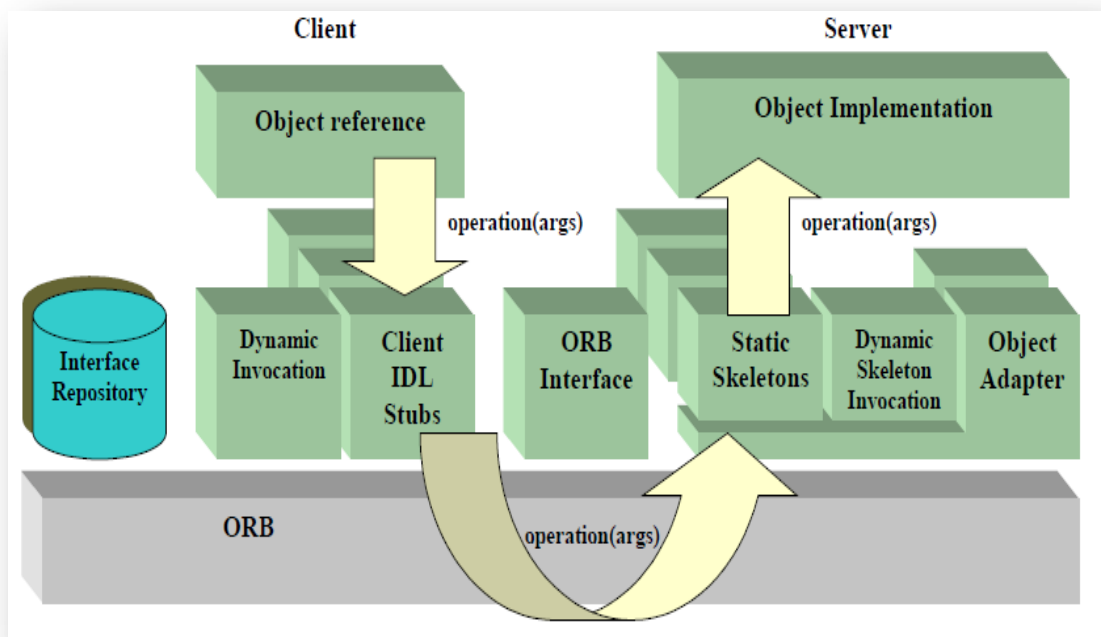 Client
Server
Object reference
Object Implementation
operation(args)
operation(args)
Interface
Repository
Dynamic
Invocation
Client
IDL
Stubs
ORB
Interface
Static
Skeletons
Dynamic
Skeleton
Invocation
Object
Adapter
ORB
operation(args)